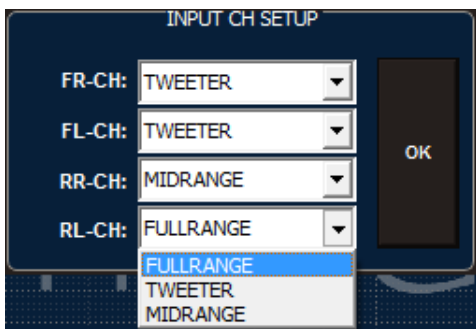 INPUT CH SETUP
FR-CH: TWEETER
FL-CH: TWEETER
OK
RR-CH: MIDRANGE
RL-CH: FULLRANGE
FULLRANGE
TWEETER
MIDRANGE